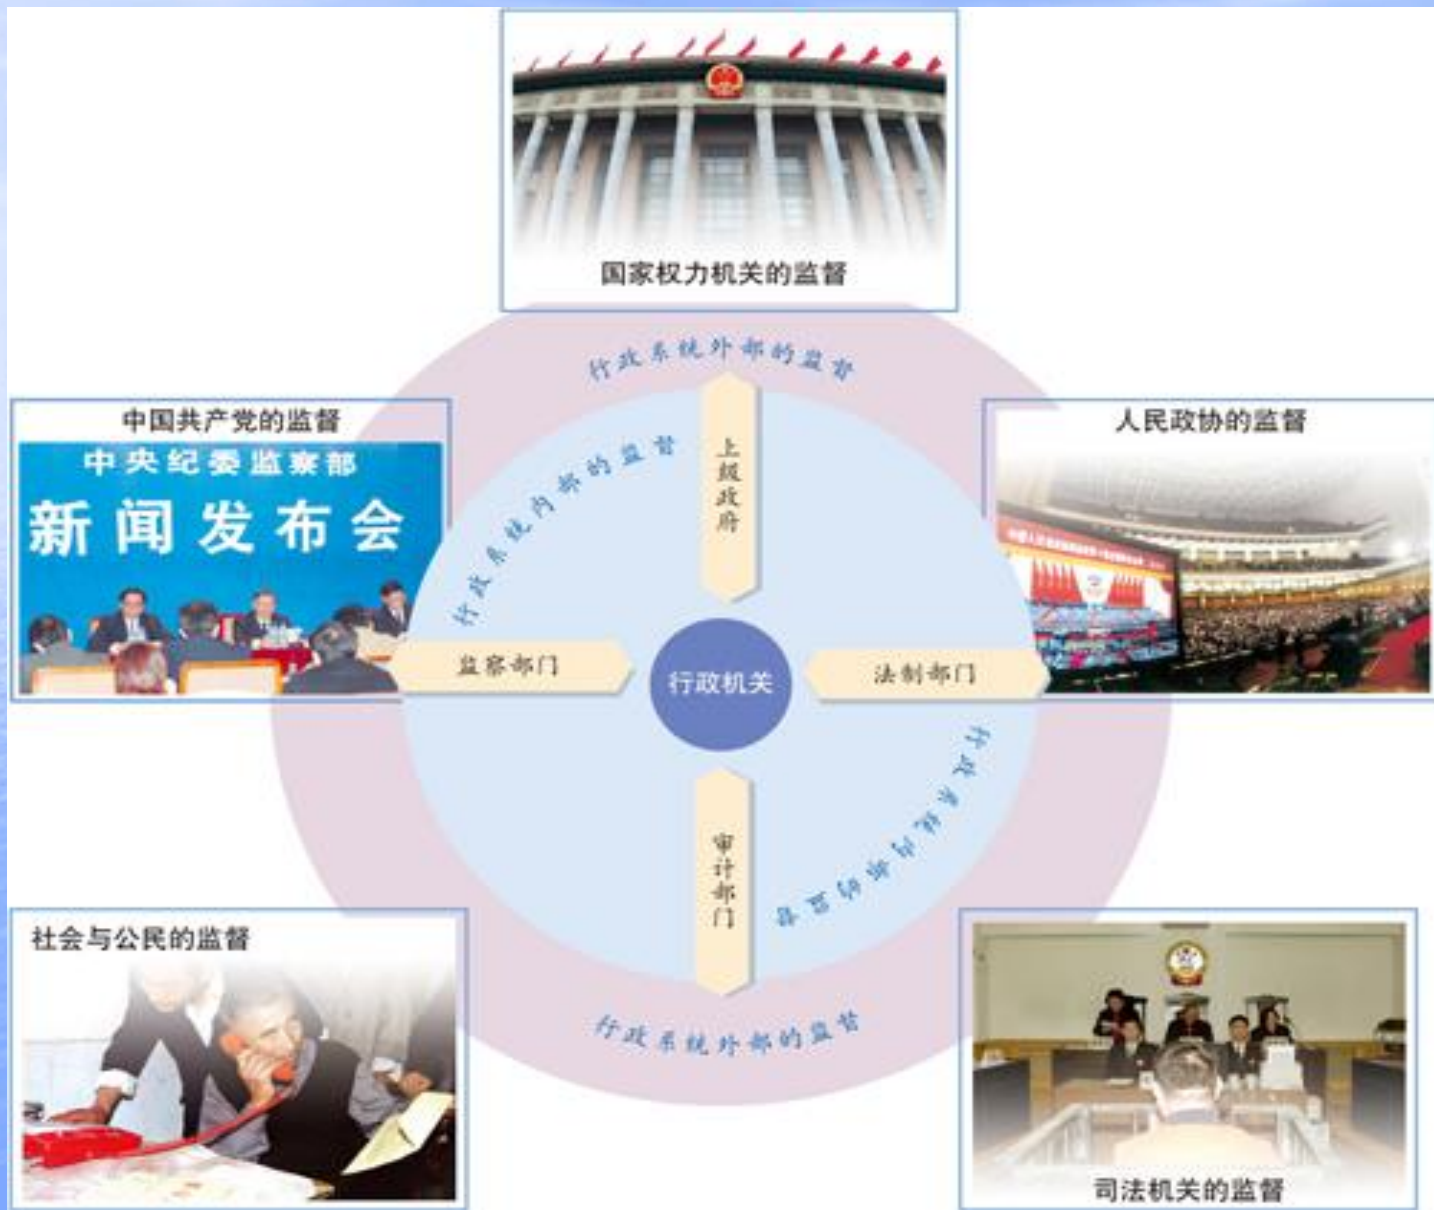 国家权力机关的监督
行政系统外部的监督
中国共产党的监督
中央纪委监察部
新闻发布会
人民政协的监督
行政系统内部的监督
上级政府
监察部门
行政机关
法制部门
审计部门
行政系统内部的监督
行政系统外部的监督
社会与公民的监督
司法机关的监督